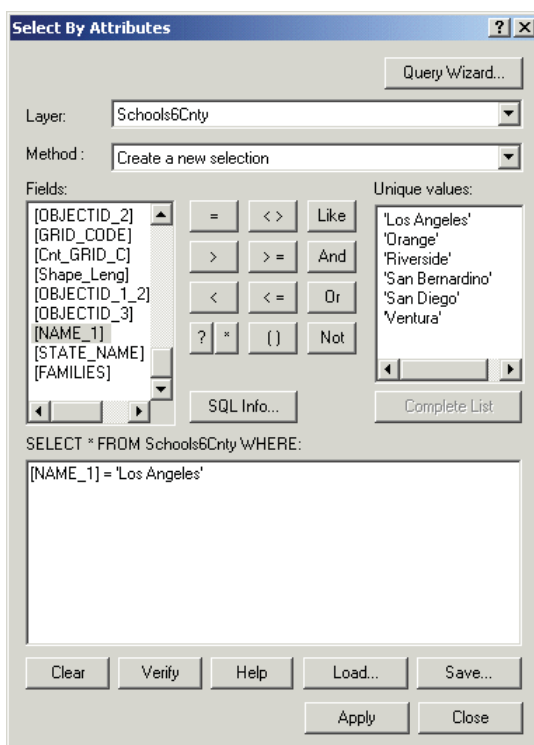 Select By Attributes
Query Wizard...
Layer:
Schools6Cnty
Method :
Create a new selection
Fields:
Unique values:
[OBJECTID_2]
[GRID_CODE]
[Cnt_GRID_C]
[Shape_Leng]
[OBJECTID_1_2]
[OBJECTID_3]
[NAME_1]
[STATE_NAME]
[FAMILIES]
= < > Like
> > = And
< < = Or
? * ( ) Not
'Los Angeles'
'Orange'
'Riverside'
'San Bernardino'
'San Diego'
'Ventura'
SQL Info...
Complete List
SELECT * FROM Schools6Cnty WHERE:
[NAME_1] = 'Los Angeles'
Clear Verify Help Load... Save...
Apply Close